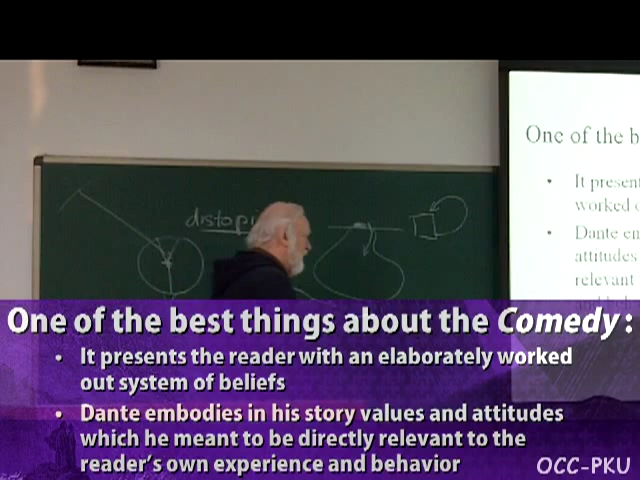 distopi
One of the b
• It present
worked o
• Dante em
attitudes
relevant
One of the best things about the Comedy :
• It presents the reader with an elaborately worked
out system of beliefs
• Dante embodies in his story values and attitudes
which he meant to be directly relevant to the
reader's own experience and behavior
OCC-PKU